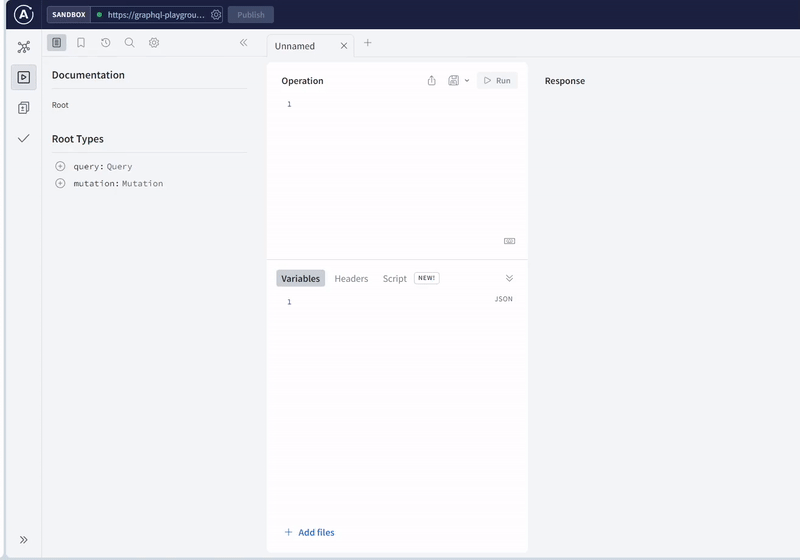 SANDBOX https://graphql-playgrou... Publish
Unnamed
Documentation
Root
Root Types
query: Query
mutation: Mutation
Operation
Run
1
Variables Headers Script NEW!
JSON
1
Add files
Response